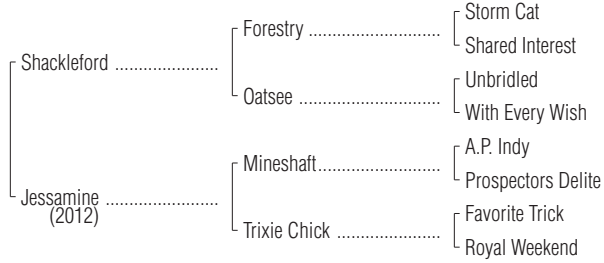 Storm Cat
Forestry ........................
Shared Interest
Shackleford ...................
Unbridled
Oatsee ..........................
With Every Wish
A.P. Indy
Mineshaft......................
Prospectors Delite
Jessamine .....................
(2012)
Favorite Trick
Trixie Chick ...................
Royal Weekend